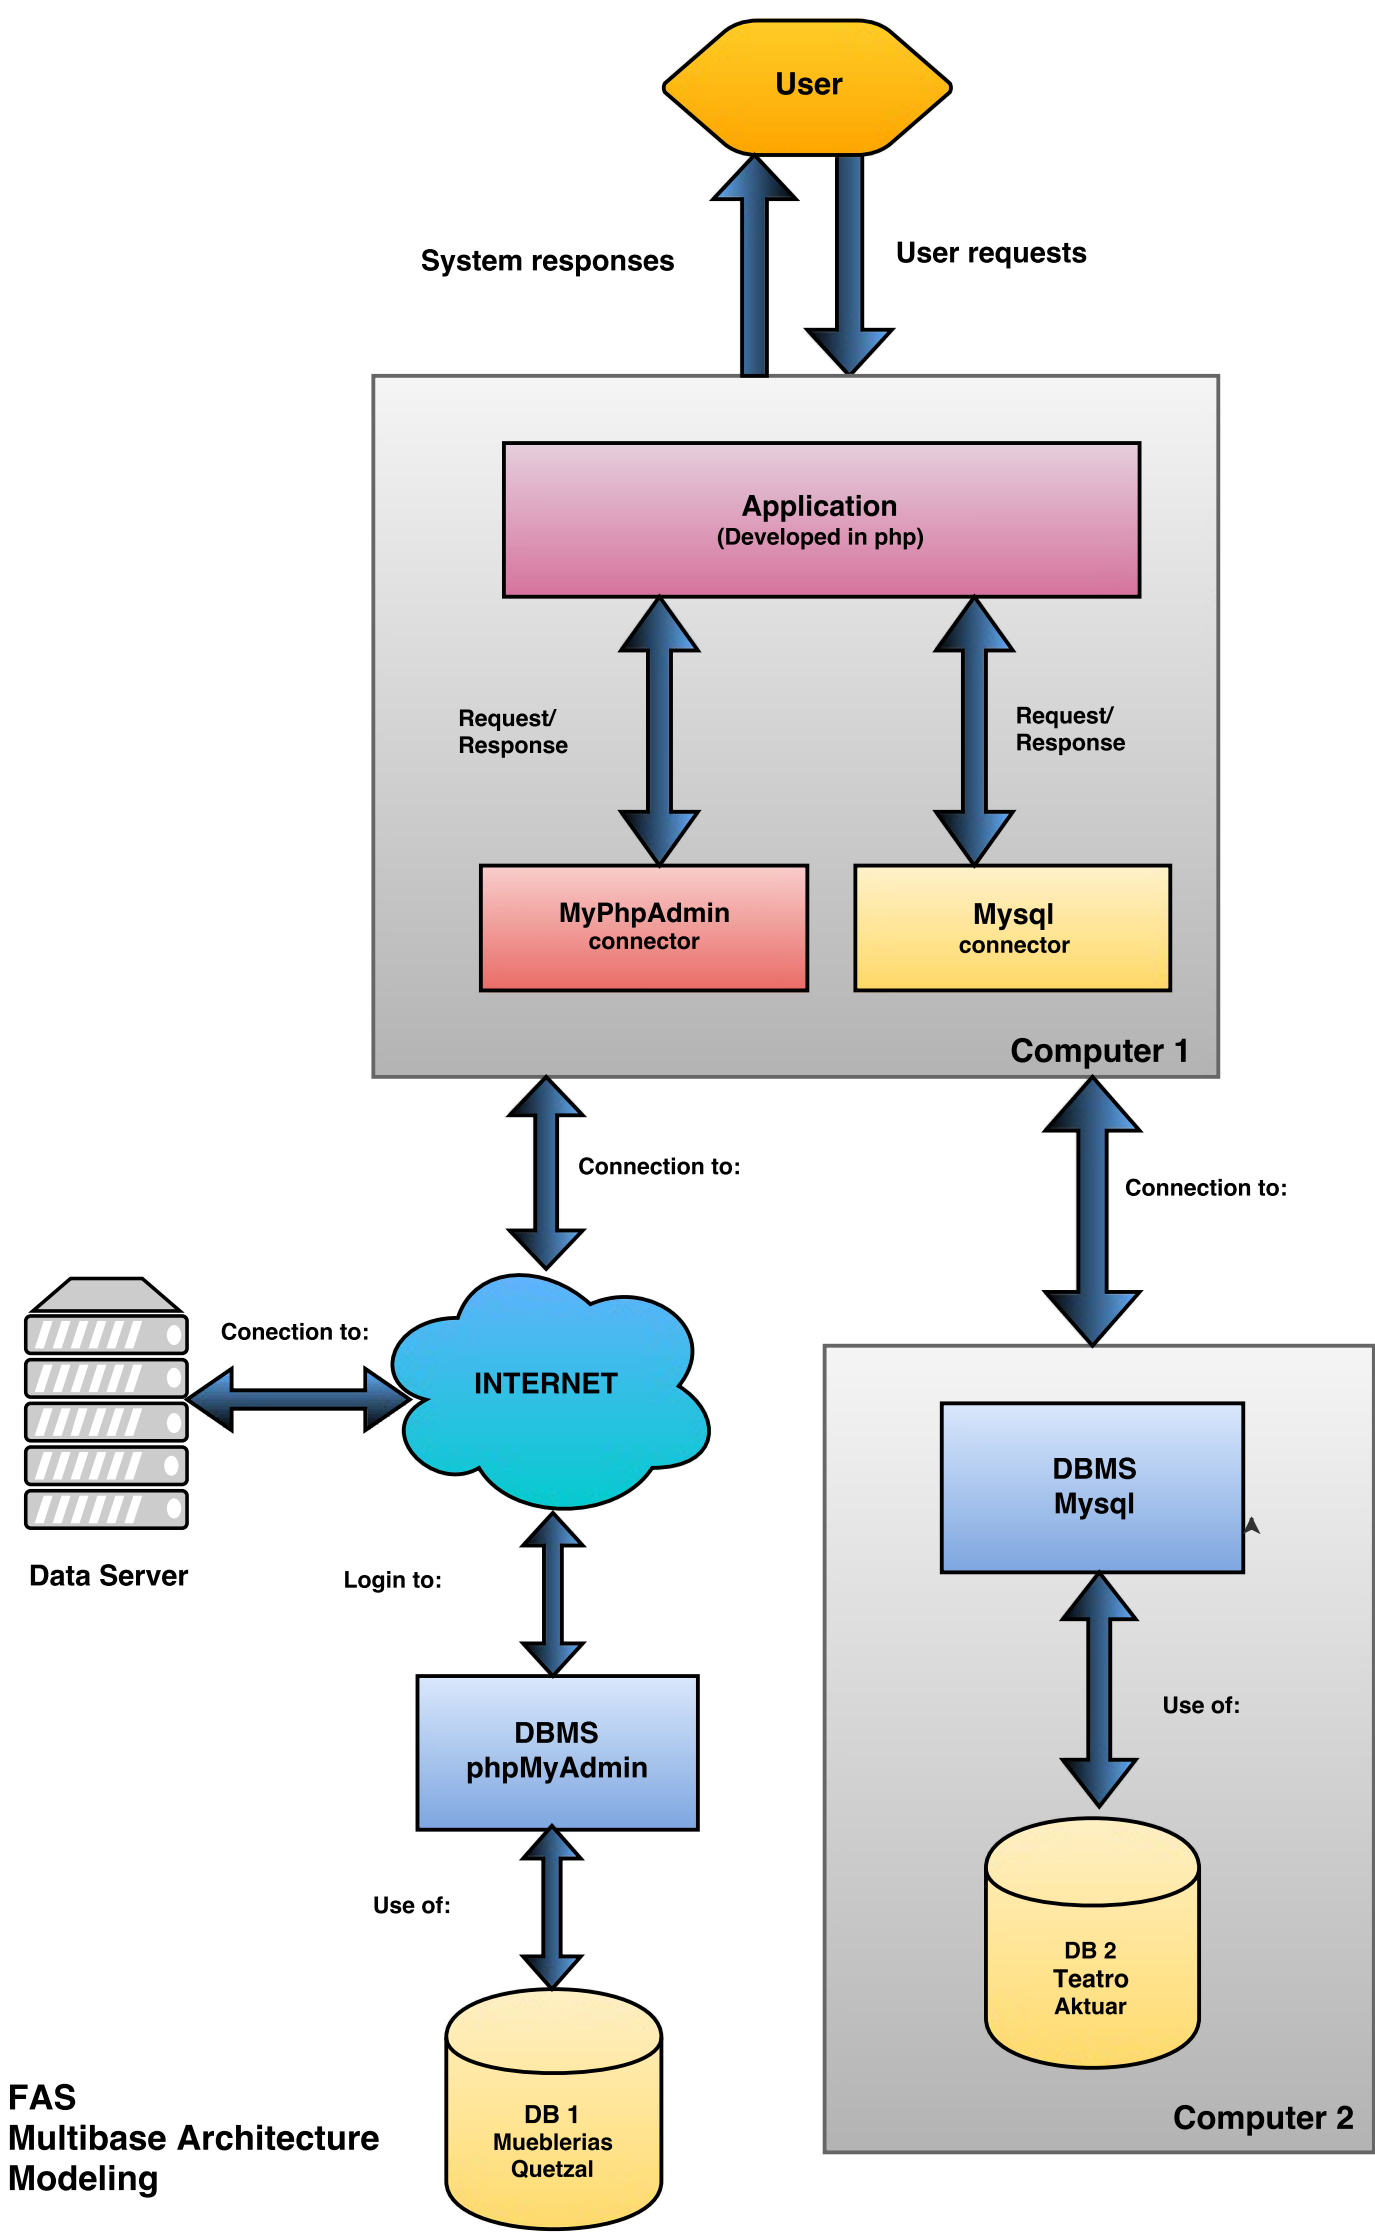 User
System responses
User requests
Application
(Developed in php)
Request/
Response
Request/
Response
MyPhpAdmin
connector
Mysql
connector
Computer 1
Connection to:
Connection to:
Conection to:
INTERNET
Data Server
Login to:
DBMS
Mysql
Use of:
DBMS
phpMyAdmin
Use of:
DB 2
Teatro
Aktuar
Computer 2
DB 1
Mueblerias
Quetzal
FAS
Multibase Architecture
Modeling